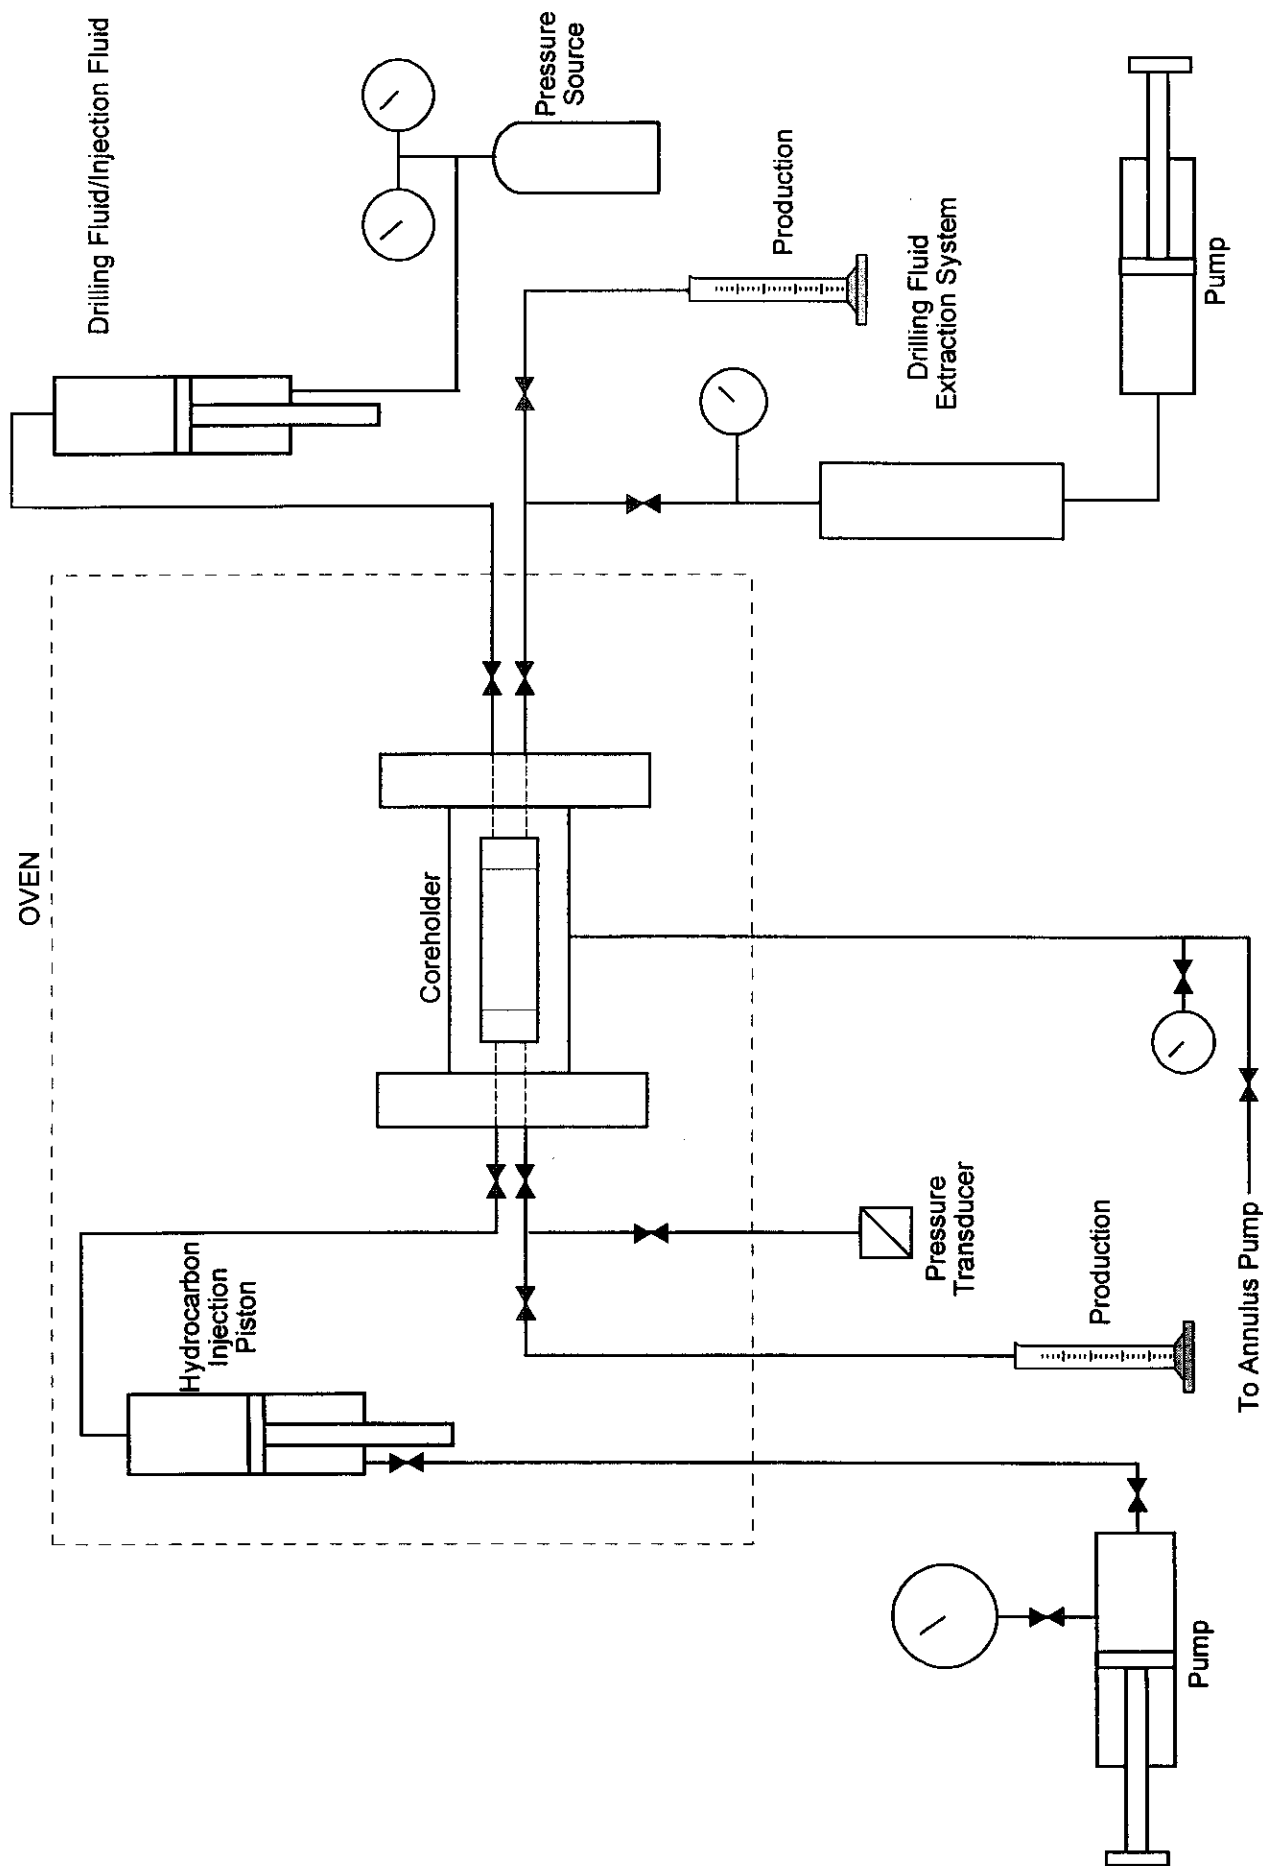 OVEN
Drilling Fluid/Injection Fluid
Hydrocarbon
Injection
Piston
Coreholder
Pressure
Source
Production
Drilling Fluid
Extraction System
Pump
Pressure
Transducer
Production
To Annulus Pump
Pump